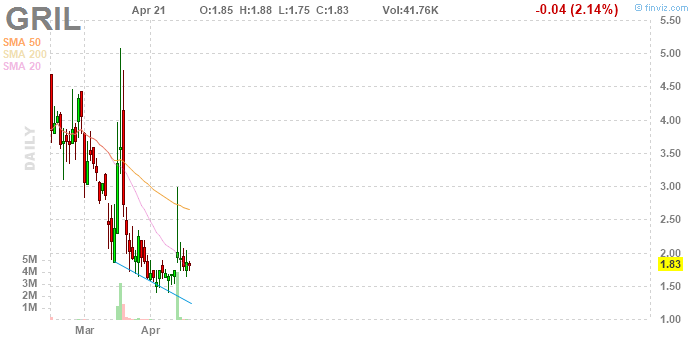 GRIL
Apr 21 O:1.85 H:1.88 L:1.75 C:1.83 Vol:41.76K -0.04 (2.14%) © finviz.com
SMA 50
SMA 200
SMA 20
DAILY
5.50
5.00
4.50
4.00
3.50
3.00
2.50
2.00
1.83
1.50
1.00
5M
4M
3M
2M
1M
Mar Apr